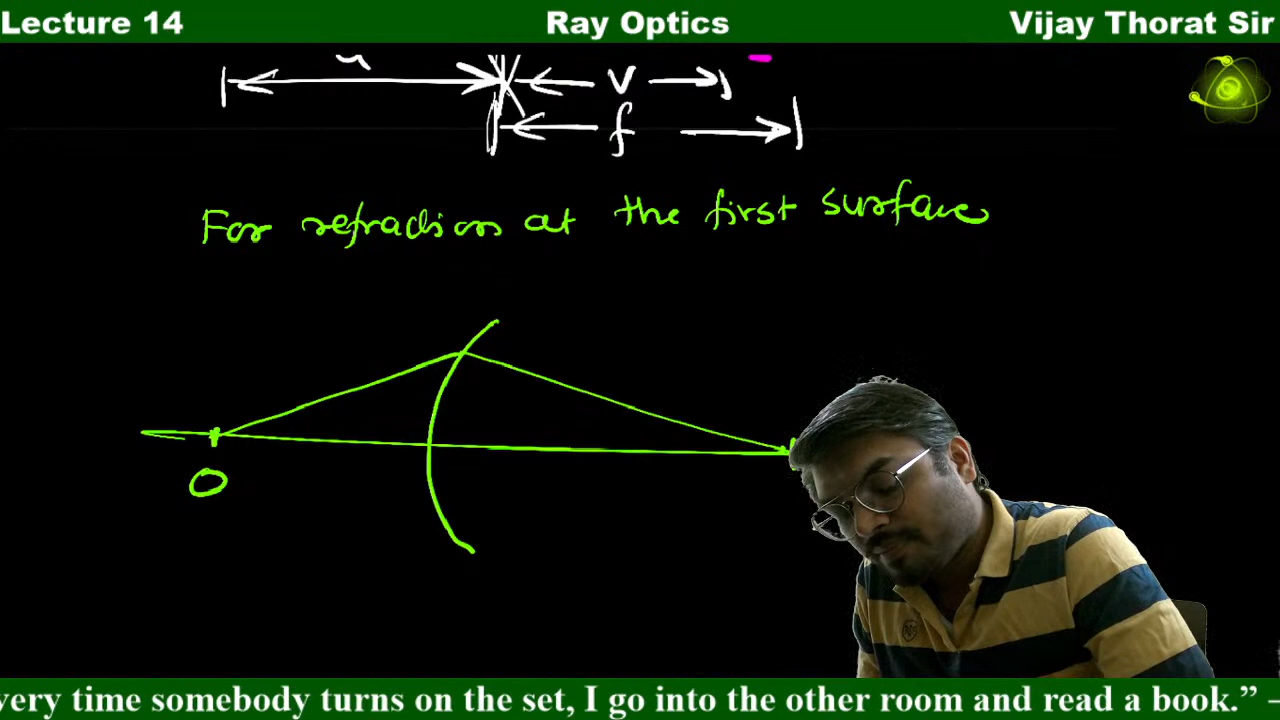 Lecture 14 Ray Optics Vijay Thorat Sir
v
f
For refraction at the first surface
O
very time somebody turns on the set, I go into the other room and read a book.” –